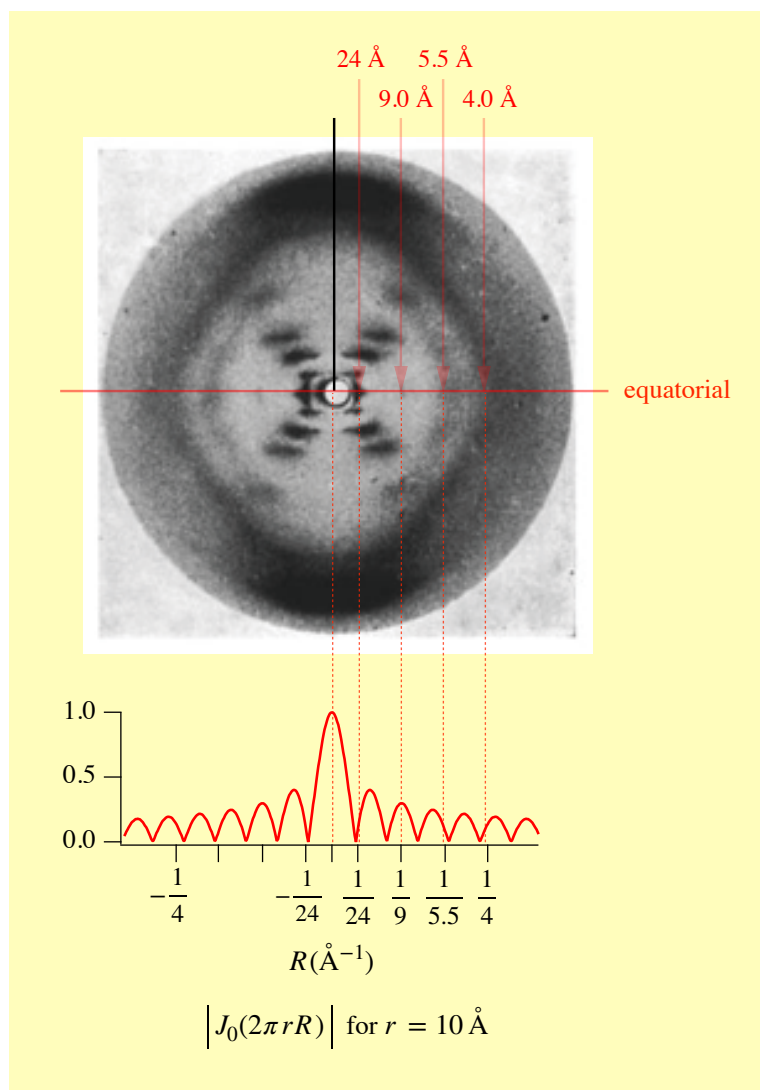 24 Å 5.5 Å
9.0 Å 4.0 Å
equatorial
1.0
0.5
0.0
−1/4 −1/24 1/24 1/9 1/5.5 1/4
R(Å⁻¹)
|J₀(2πrR)| for r = 10 Å